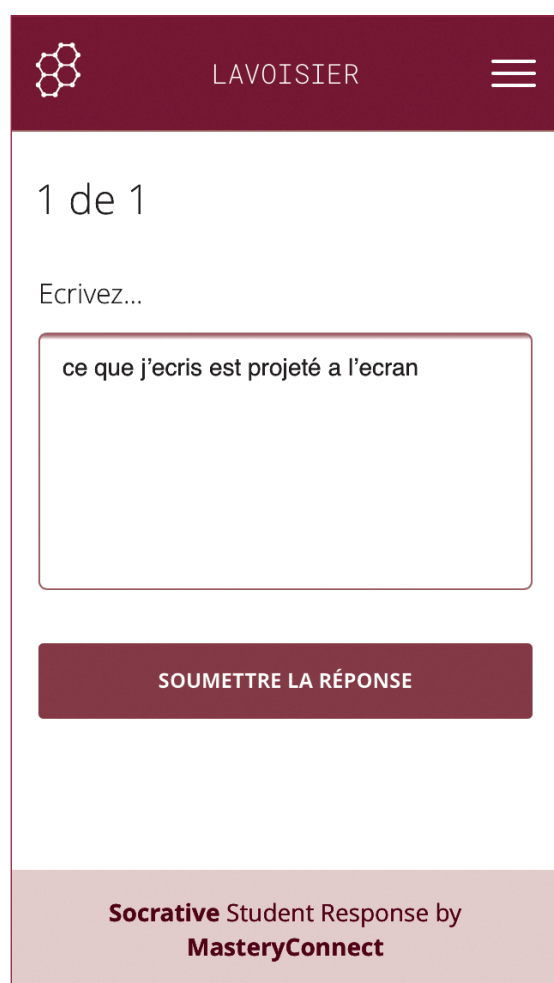 LAVOISIER
1 de 1
Ecrivez...
ce que j’ecris est projeté a l’ecran
SOUMETTRE LA RÉPONSE
Socrative Student Response by
MasteryConnect